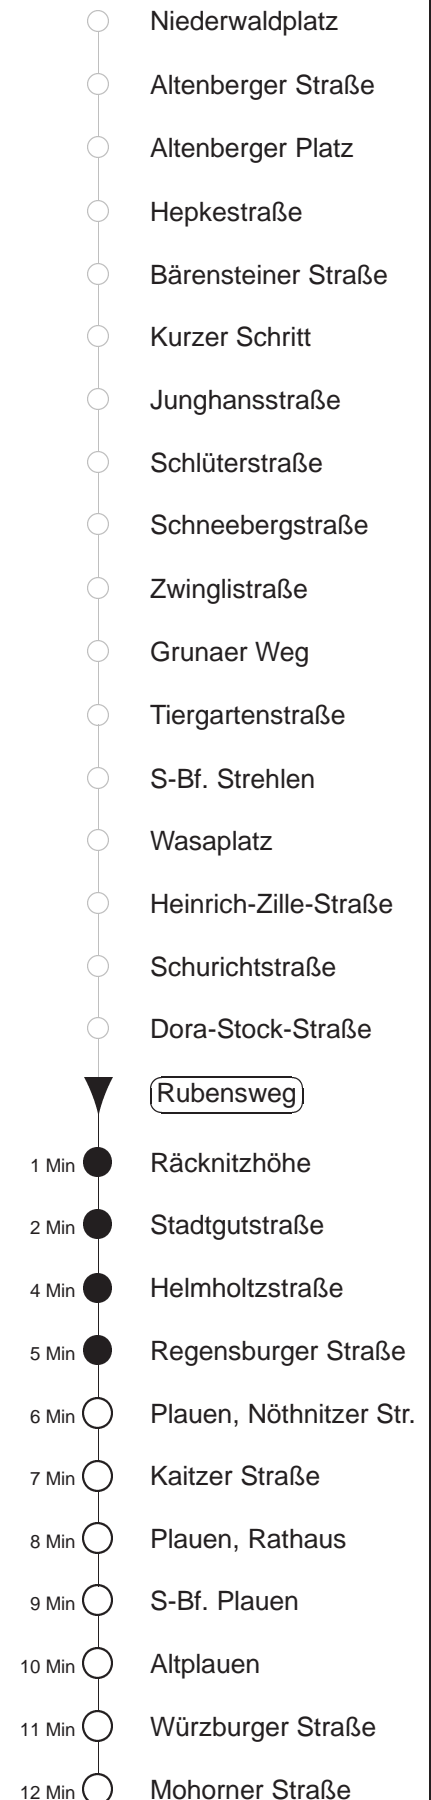 Niederwaldplatz
Altenberger Straße
Altenberger Platz
Hepkestraße
Bärensteiner Straße
Kurzer Schritt
Junghansstraße
Schlüterstraße
Schneebergstraße
Zwinglistraße
Grunaer Weg
Tiergartenstraße
S-Bf. Strehlen
Wasaplatz
Heinrich-Zille-Straße
Schurichtstraße
Dora-Stock-Straße
Rubensweg
1 Min Räcknitzhöhe
2 Min Stadtgutstraße
4 Min Helmholtzstraße
5 Min Regensburger Straße
6 Min Plauen, Nöthnitzer Str.
7 Min Kaitzer Straße
8 Min Plauen, Rathaus
9 Min S-Bf. Plauen
10 Min Altplauen
11 Min Würzburger Straße
12 Min Mohorner Straße